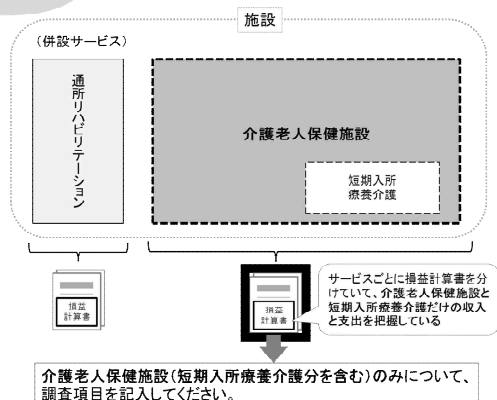 施設
（併設サービス）
通所リハビリテーション
介護老人保健施設
短期入所
療養介護
損益
計算書
損益
計算書
サービスごとに損益計算書を分
けていて、介護老人保健施設と
短期入所療養介護だけの収入
と支出を把握している
介護老人保健施設（短期入所療養介護分を含む）のみについて、
調査項目を記入してください。